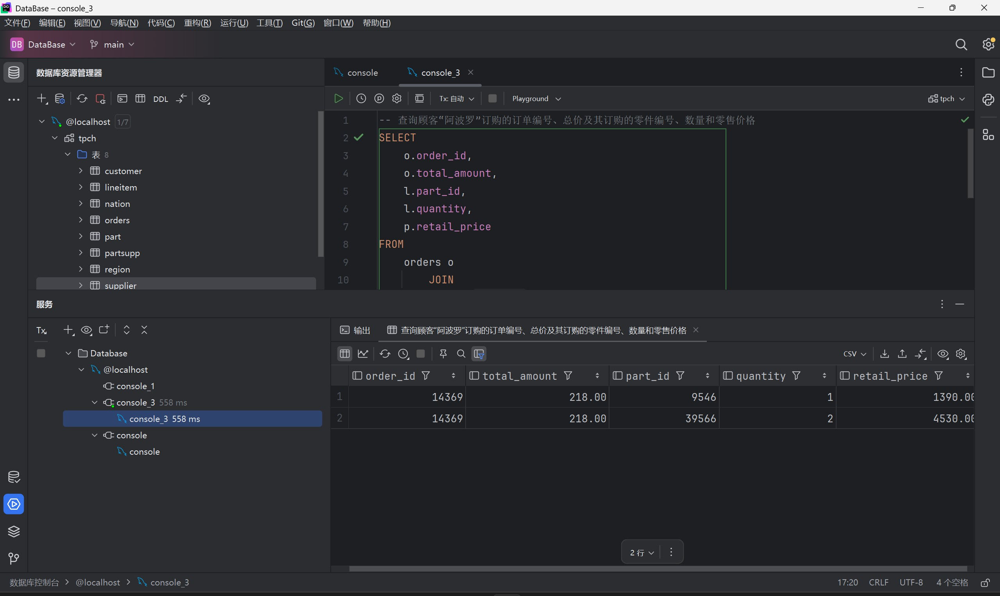 DataBase – console_3
文件(F) 编辑(E) 视图(V) 导航(N) 代码(C) 重构(R) 运行(U) 工具(T) Git(G) 窗口(W) 帮助(H)
DB DataBase main
数据库资源管理器
DDL
@localhost 1/7
tpch
表 8
customer
lineitem
nation
orders
part
partsupp
region
supplier
console console_3
Tx: 自动 Playground tpch
1 -- 查询顾客“阿波罗”订购的订单编号、总价及其订购的零件编号、数量和零售价格
2 SELECT
3 o.order_id,
4 o.total_amount,
5 l.part_id,
6 l.quantity,
7 p.retail_price
8 FROM
9 orders o
10 JOIN
服务
Tx
Database
@localhost
console_1
console_3 558 ms
console_3 558 ms
console
console
输出 查询顾客“阿波罗”订购的订单编号、总价及其订购的零件编号、数量和零售价格
CSV
order_id total_amount part_id quantity retail_price
1 14369 218.00 9546 1 1390.00
2 14369 218.00 39566 2 4530.00
2 行
数据库控制台 @localhost console_3 17:20 CRLF UTF-8 4 个空格